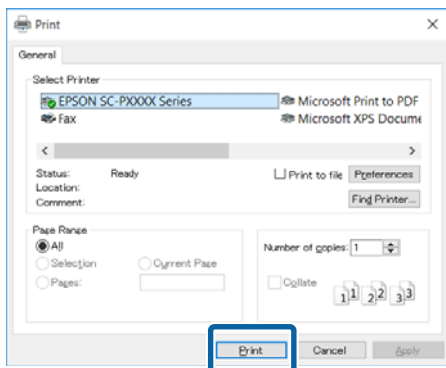 Print
General
Select Printer
EPSON SC-PXXXX Series
Microsoft Print to PDF
Fax
Microsoft XPS Docume
Status: Ready
Print to file
Preferences
Location:
Comment:
Find Printer...
Page Range
All
Selection
Current Page
Pages:
Number of copies: 1
Collate
1 1 2 2 3 3
Print
Cancel
Apply